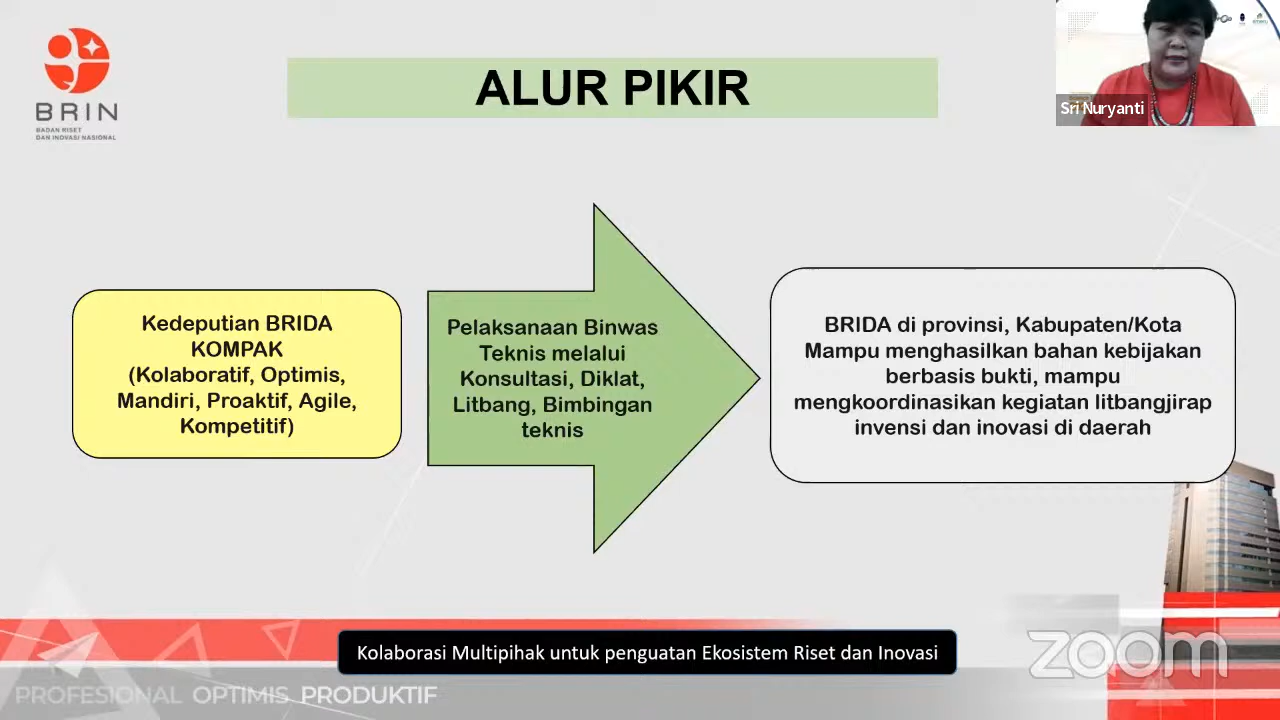 BRIN
BADAN RISET
DAN INOVASI NASIONAL
ALUR PIKIR
Sri Nuryanti
Kedeputian BRIDA
KOMPAK
(Kolaboratif, Optimis,
Mandiri, Proaktif, Agile,
Kompetitif)
Pelaksanaan Binwas
Teknis melalui
Konsultasi, Diklat,
Litbang, Bimbingan
teknis
BRIDA di provinsi, Kabupaten/Kota
Mampu menghasilkan bahan kebijakan
berbasis bukti, mampu
mengkoordinasikan kegiatan litbangjirap
invensi dan inovasi di daerah
Kolaborasi Multipihak untuk penguatan Ekosistem Riset dan Inovasi
zoom
PROFESIONAL OPTIMIS PRODUKTIF